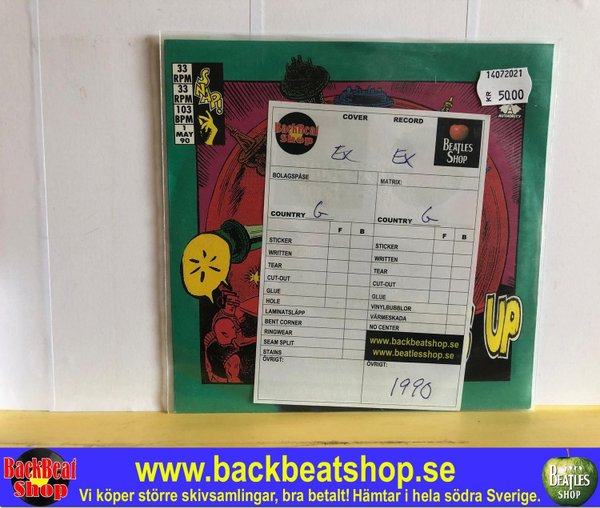 33
RPM
33
RPM
103
BPM
1
MAY
90
SNAP!
14072021
KR 50.00
AUTHORITY
UP
COVER RECORD
BackBeat
Shop
BEATLES
SHOP
EX EX
BOLAGSPÅSE MATRIX:
COUNTRY G COUNTRY G
F B F B
STICKER STICKER
WRITTEN WRITTEN
TEAR TEAR
CUT-OUT CUT-OUT
GLUE GLUE
HOLE VINYLBUBBLOR
LAMINATSLÄPP VÄRMESKADA
BENT CORNER NO CENTER
RINGWEAR
SEAM SPLIT
STAINS
www.backbeatshop.se
www.beatlesshop.se
ÖVRIGT: ÖVRIGT:
1990
BackBeat
Shop
www.backbeatshop.se
Vi köper större skivsamlingar, bra betalt! Hämtar i hela södra Sverige.
BEATLES
SHOP